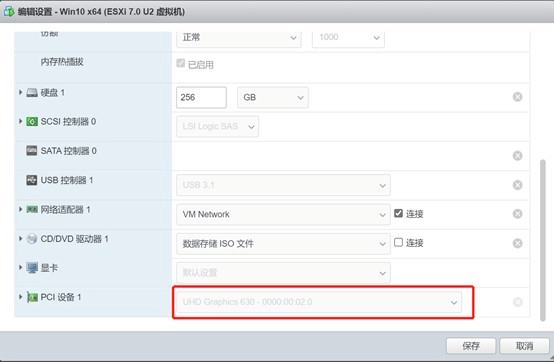 编辑设置 - Win10 x64 (ESXi 7.0 U2 虚拟机)
份额 正常 1000
内存热插拔 已启用
硬盘 1 256 GB
SCSI 控制器 0 LSI Logic SAS
SATA 控制器 0
USB 控制器 1 USB 3.1
网络适配器 1 VM Network 连接
CD/DVD 驱动器 1 数据存储 ISO 文件 连接
显卡 默认设置
PCI 设备 1 UHD Graphics 630 - 0000:00:02.0
保存 取消